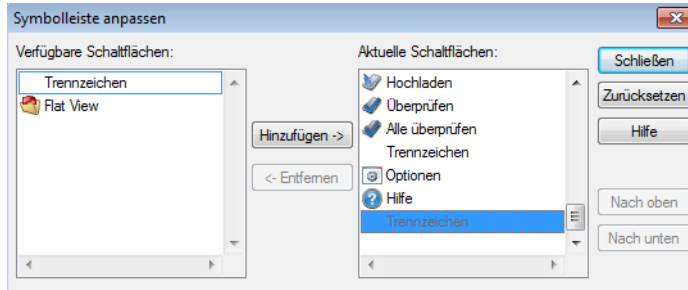 Symbolleiste anpassen
Verfügbare Schaltflächen:
Trennzeichen
Flat View
Hinzufügen ->
<- Entfernen
Aktuelle Schaltflächen:
Hochladen
Überprüfen
Alle überprüfen
Trennzeichen
Optionen
Hilfe
Trennzeichen
Schließen
Zurücksetzen
Hilfe
Nach oben
Nach unten